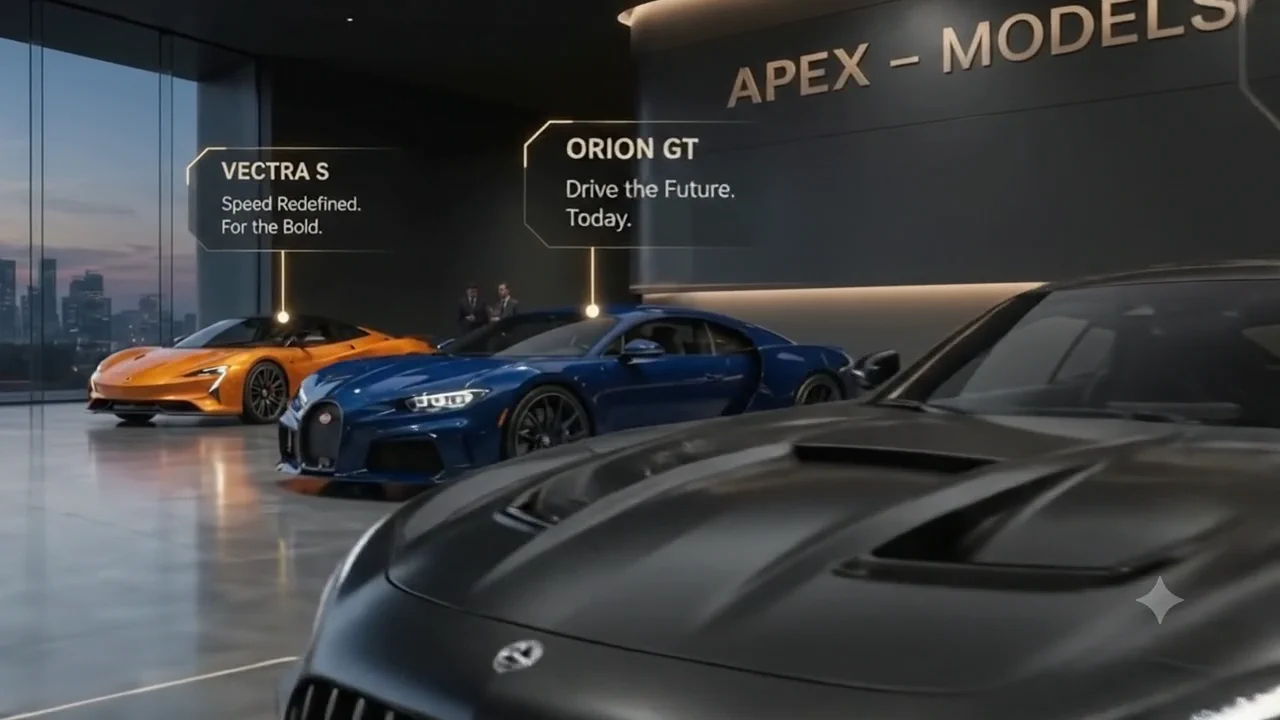 APEX – MODELS
VECTRA S
Speed Redefined.
For the Bold.
ORION GT
Drive the Future.
Today.